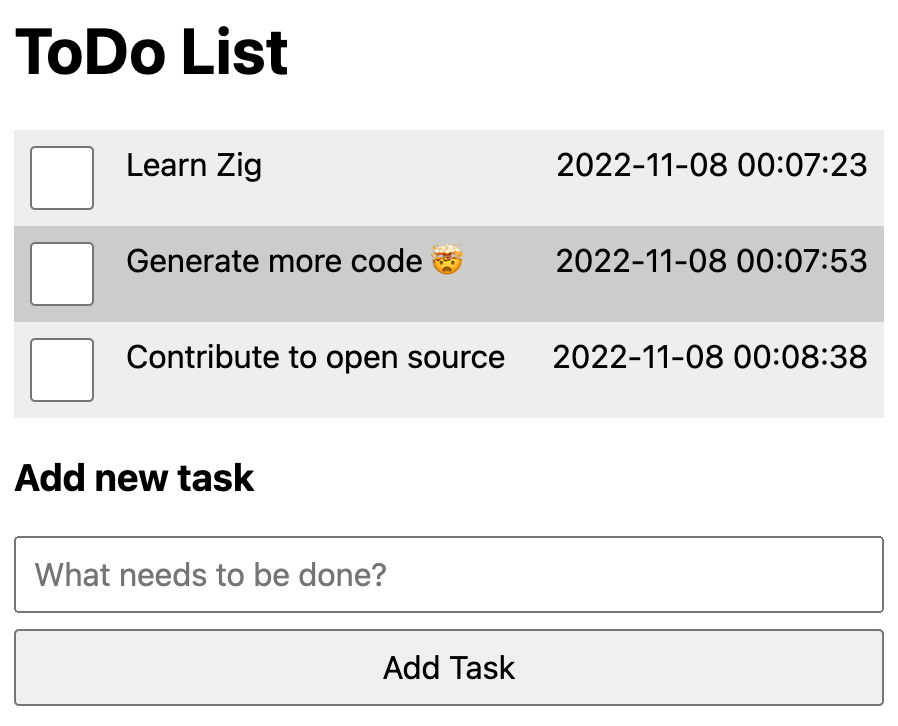 ToDo List
Learn Zig 2022-11-08 00:07:23
Generate more code 🤯 2022-11-08 00:07:53
Contribute to open source 2022-11-08 00:08:38
Add new task
What needs to be done?
Add Task